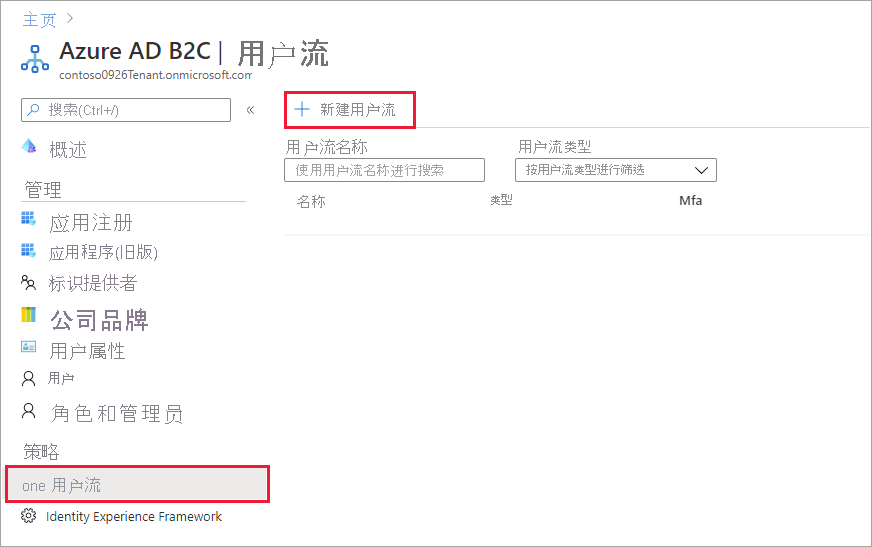 主页 >
Azure AD B2C | 用户流
contoso0926Tenant.onmicrosoft.com
搜索(Ctrl+/)
«
+ 新建用户流
概述
用户流名称
用户流类型
使用用户流名称进行搜索
按用户流类型进行筛选
管理
名称
类型
Mfa
应用注册
应用程序(旧版)
标识提供者
公司品牌
用户属性
用户
角色和管理员
策略
one 用户流
Identity Experience Framework